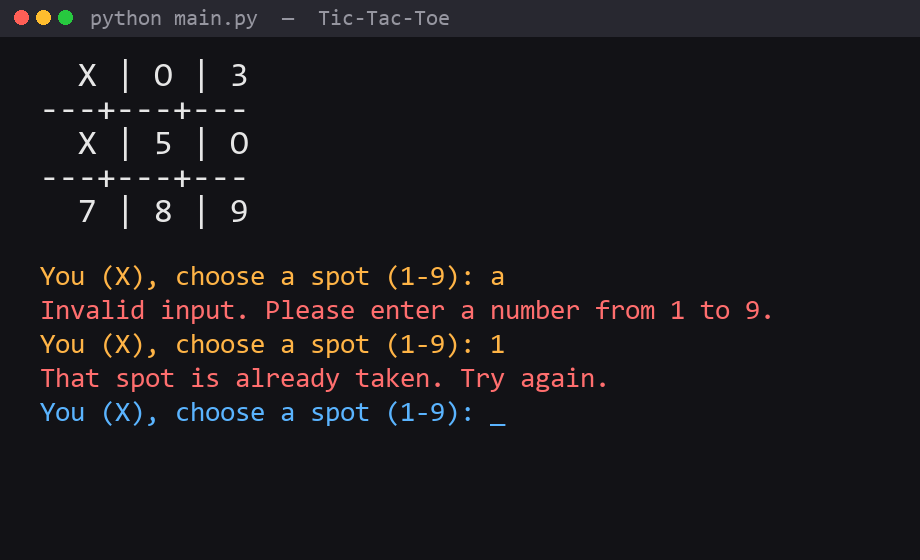 python main.py — Tic-Tac-Toe
X | O | 3
---+---+---
X | 5 | O
---+---+---
7 | 8 | 9
You (X), choose a spot (1-9): a
Invalid input. Please enter a number from 1 to 9.
You (X), choose a spot (1-9): 1
That spot is already taken. Try again.
You (X), choose a spot (1-9): _